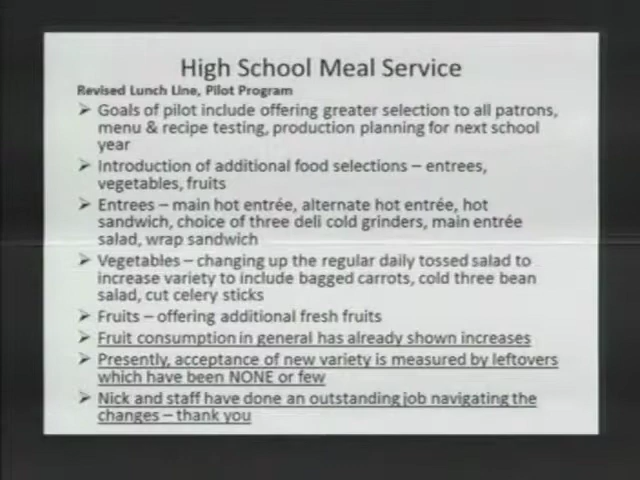 High School Meal Service
Revised Lunch Line, Pilot Program
➢ Goals of pilot include offering greater selection to all patrons,
menu & recipe testing, production planning for next school
year
➢ Introduction of additional food selections – entrees,
vegetables, fruits
➢ Entrees – main hot entrée, alternate hot entrée, hot
sandwich, choice of three deli cold grinders, main entrée
salad, wrap sandwich
➢ Vegetables – changing up the regular daily tossed salad to
increase variety to include bagged carrots, cold three bean
salad, cut celery sticks
➢ Fruits – offering additional fresh fruits
➢ Fruit consumption in general has already shown increases
➢ Presently, acceptance of new variety is measured by leftovers
which have been NONE or few
➢ Nick and staff have done an outstanding job navigating the
changes – thank you